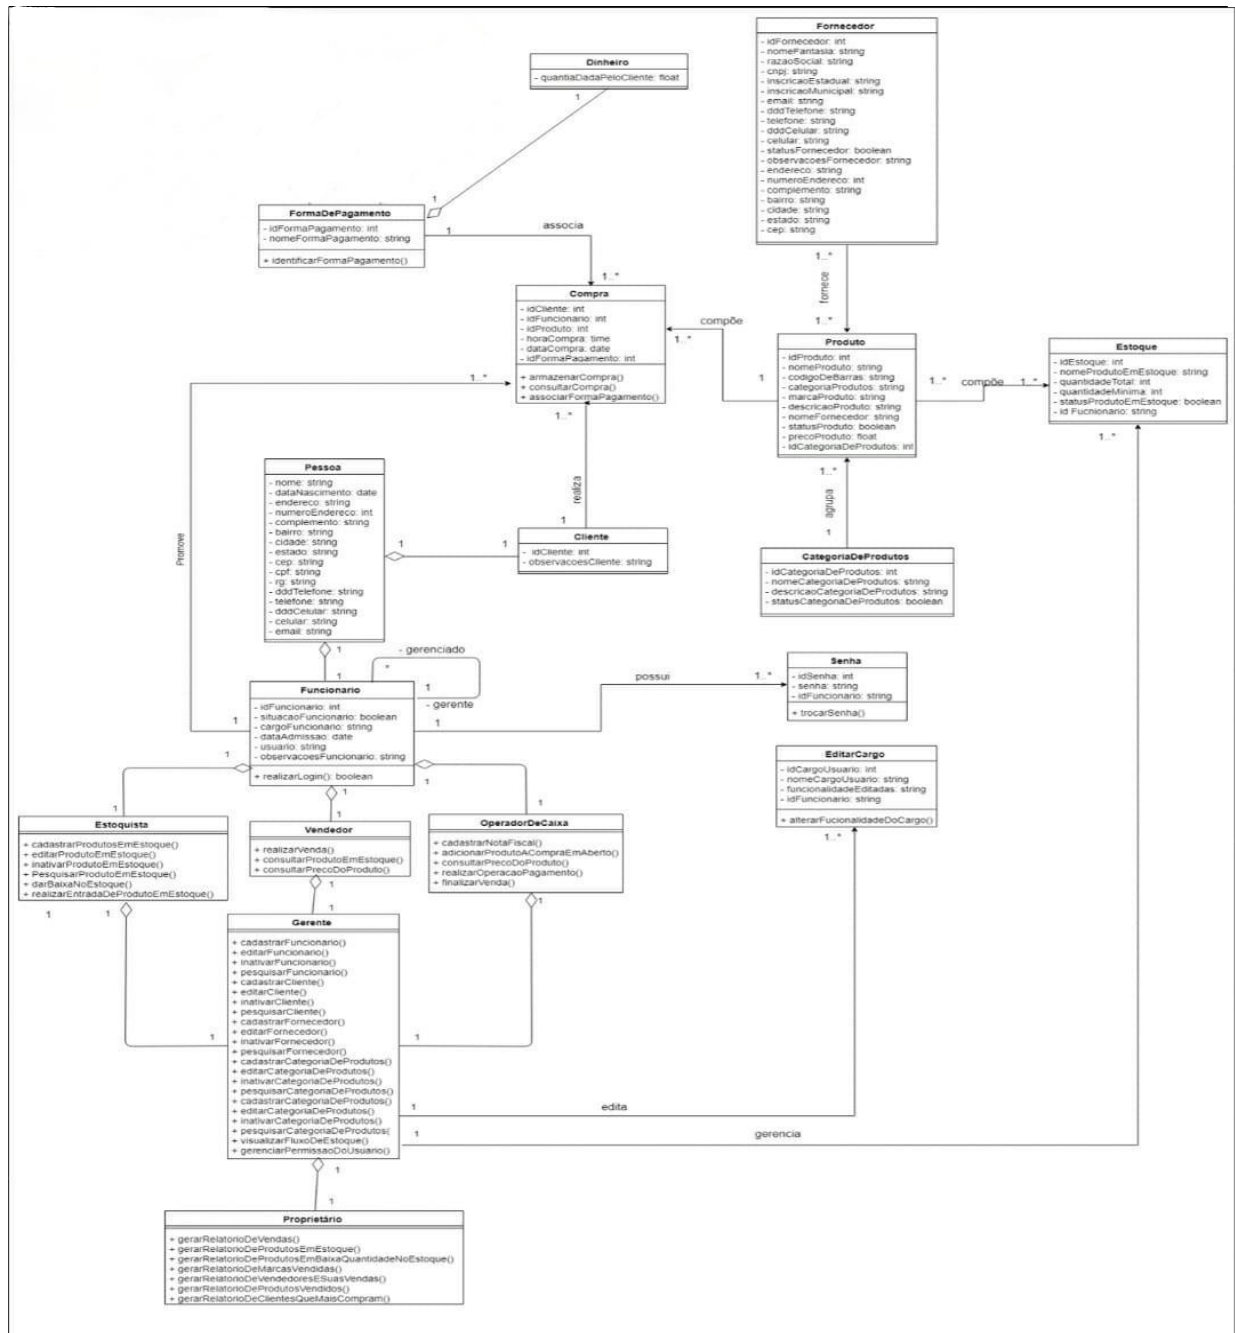 Fornecedor
- idFornecedor: int
- nomeFantasia: string
- razaoSocial: string
- cnpj: string
- inscricaoEstadual: string
- inscricaoMunicipal: string
- email: string
- dddTelefone: string
- telefone: string
- dddCelular: string
- celular: string
- statusFornecedor: boolean
- observacoesFornecedor: string
- endereco: string
- numeroEndereco: int
- complemento: string
- bairro: string
- cidade: string
- estado: string
- cep: string
Dinheiro
- quantiaDadaPeloCliente: float
1
1
FormaDePagamento
- idFormaPagamento: int
- nomeFormaPagamento: string
+ identificarFormaPagamento()
1
associa
1..*
1..*
fornece
1..*
Compra
- idCliente: int
- idFuncionario: int
- idProduto: int
- horaCompra: time
- dataCompra: date
- idFormaPagamento: int
+ armazenarCompra()
+ consultarCompra()
+ associarFormaPagamento()
compõe
1..*
1
Produto
- idProduto: int
- nomeProduto: string
- codigoDeBarras: string
- categoriaProdutos: string
- marcaProduto: string
- descricaoProduto: string
- nomeFornecedor: string
- statusProduto: boolean
- precoProduto: float
- idCategoriaDeProdutos: int
1..*
compõe
1..*
Estoque
- idEstoque: int
- nomeProdutoEmEstoque: string
- quantidadeTotal: int
- quantidadeMinima: int
- statusProdutoEmEstoque: boolean
- id Fucnionario: string
1..*
1..*
1..*
realiza
1
1..*
agrupa
1
Pessoa
- nome: string
- dataNascimento: date
- endereco: string
- numeroEndereco: int
- complemento: string
- bairro: string
- cidade: string
- estado: string
- cep: string
- cpf: string
- rg: string
- dddTelefone: string
- telefone: string
- dddCelular: string
- celular: string
- email: string
1
1
Cliente
- idCliente: int
- observacoesCliente: string
CategoriaDeProdutos
- idCategoriaDeProdutos: int
- nomeCategoriaDeProdutos: string
- descricaoCategoriaDeProdutos: string
- statusCategoriaDeProdutos: boolean
Promove
1
1
- gerenciado
*
1
- gerente
Funcionario
- idFuncionario: int
- situacaoFuncionario: boolean
- cargoFuncionario: string
- dataAdmissao: date
- usuario: string
- observacoesFuncionario: string
+ realizarLogin(): boolean
1
1
possui
1..*
Senha
- idSenha: int
- senha: string
- idFuncionario: string
+ trocarSenha()
EditarCargo
- idCargoUsuario: int
- nomeCargoUsuario: string
- funcionalidadeEditadas: string
- idFuncionario: string
+ alterarFucionalidadeDoCargo()
1..*
1
1
1
1
1
1
Estoquista
+ cadastrarProdutosEmEstoque()
+ editarProdutoEmEstoque()
+ inativarProdutoEmEstoque()
+ PesquisarProdutoEmEstoque()
+ darBaixaNoEstoque()
+ realizarEntradaDeProdutoEmEstoque()
1
1
Vendedor
+ realizarVenda()
+ consultarProdutoEmEstoque()
+ consultarPrecoDoProduto()
1
1
OperadorDeCaixa
+ cadastrarNotaFiscal()
+ adicionarProdutoACompraEmAberto()
+ consultarPrecoDoProduto()
+ realizarOperacaoPagamento()
+ finalizarVenda()
1
Gerente
+ cadastrarFuncionario()
+ editarFuncionario()
+ inativarFuncionario()
+ pesquisarFuncionario()
+ cadastrarCliente()
+ editarCliente()
+ inativarCliente()
+ pesquisarCliente()
+ cadastrarFornecedor()
+ editarFornecedor()
+ inativarFornecedor()
+ pesquisarFornecedor()
+ cadastrarCategoriaDeProdutos()
+ editarCategoriaDeProdutos()
+ inativarCategoriaDeProdutos()
+ pesquisarCategoriaDeProdutos()
+ cadastrarCategoriaDeProdutos()
+ editarCategoriaDeProdutos()
+ inativarCategoriaDeProdutos()
+ pesquisarCategoriaDeProdutos(
+ visualizarFluxoDeEstoque()
+ gerenciarPermissaoDoUsuario()
1
1
1
edita
1
gerencia
1
1
Proprietário
+ gerarRelatorioDeVendas()
+ gerarRelatorioDeProdutosEmEstoque()
+ gerarRelatorioDeProdutosEmBaixaQuantidadeNoEstoque()
+ gerarRelatorioDeMarcasVendidas()
+ gerarRelatorioDeVendedoresESuasVendas()
+ gerarRelatorioDeProdutosVendidos()
+ gerarRelatorioDeClientesQueMaisCompram()